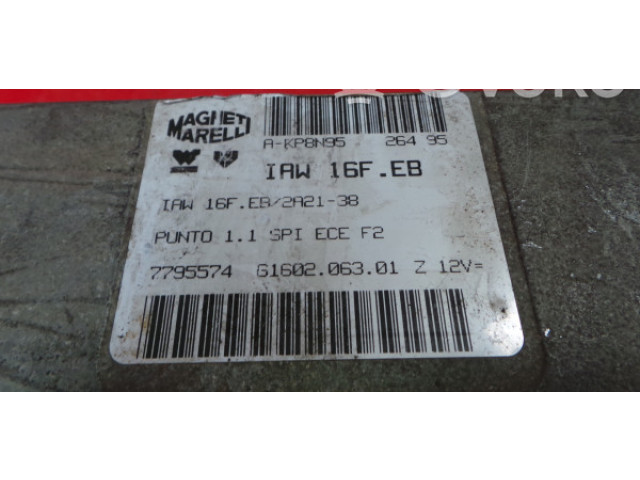 MAGNETI
MARELLI
A-KP8N95 264 95
IAW 16F.EB
IAW 16F.EB/2A21-38
PUNTO 1.1 SPI ECE F2
7795574 61602.063.01 Z 12V=